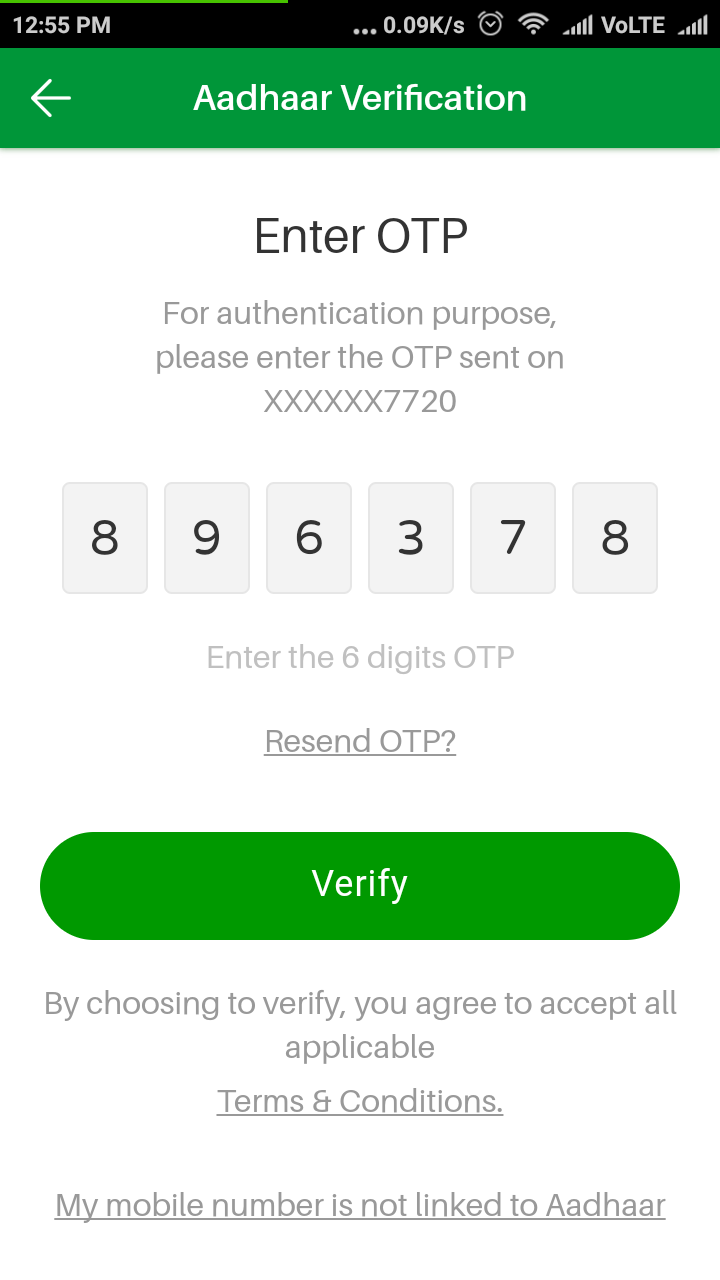 12:55 PM ... 0.09K/s VoLTE
Aadhaar Verification
Enter OTP
For authentication purpose,
please enter the OTP sent on
XXXXXX7720
8 9 6 3 7 8
Enter the 6 digits OTP
Resend OTP?
Verify
By choosing to verify, you agree to accept all
applicable
Terms & Conditions.
My mobile number is not linked to Aadhaar